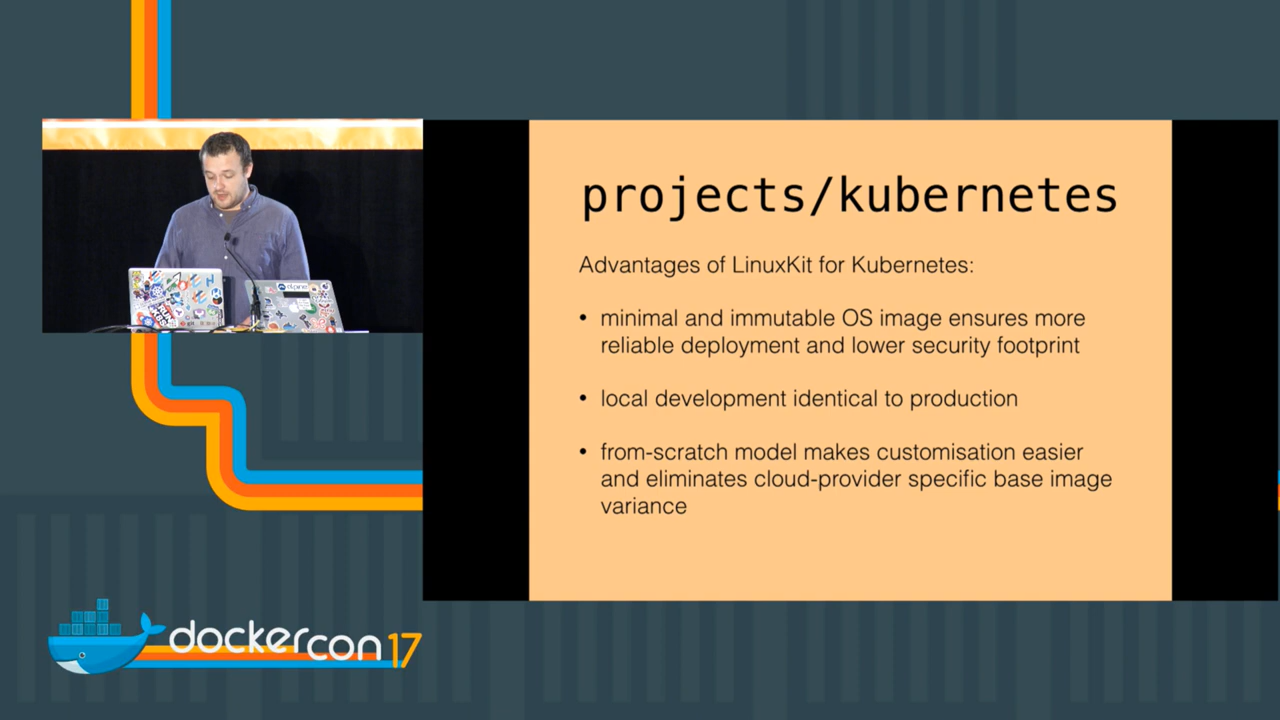 projects/kubernetes
Advantages of LinuxKit for Kubernetes:
• minimal and immutable OS image ensures more
reliable deployment and lower security footprint
• local development identical to production
• from-scratch model makes customisation easier
and eliminates cloud-provider specific base image
variance
dockercon 17